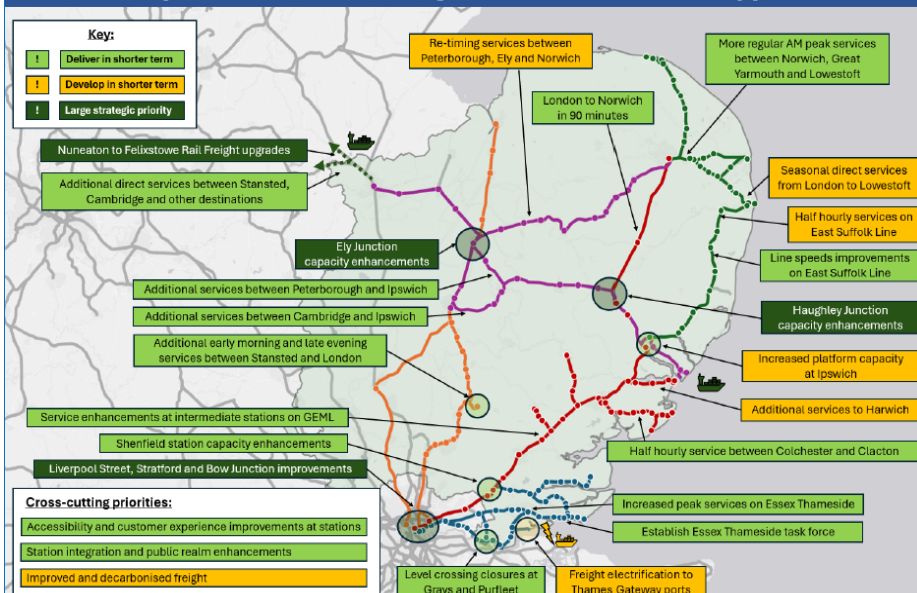 Key:
! Deliver in shorter term
! Develop in shorter term
! Large strategic priority
Re-timing services between
Peterborough, Ely and Norwich
More regular AM peak services
between Norwich, Great
Yarmouth and Lowestoft
London to Norwich
in 90 minutes
Nuneaton to Felixstowe Rail Freight upgrades
Additional direct services between Stansted,
Cambridge and other destinations
Seasonal direct services
from London to Lowestoft
Half hourly services on
East Suffolk Line
Ely Junction
capacity enhancements
Line speeds improvements
on East Suffolk Line
Additional services between Peterborough and Ipswich
Additional services between Cambridge and Ipswich
Haughley Junction
capacity enhancements
Additional early morning and late evening
services between Stansted and London
Increased platform capacity
at Ipswich
Service enhancements at intermediate stations on GEML
Additional services to Harwich
Shenfield station capacity enhancements
Half hourly service between Colchester and Clacton
Liverpool Street, Stratford and Bow Junction improvements
Cross-cutting priorities:
Accessibility and customer experience improvements at stations
Station integration and public realm enhancements
Improved and decarbonised freight
Increased peak services on Essex Thameside
Establish Essex Thameside task force
Level crossing closures at
Grays and Purfleet
Freight electrification to
Thames Gateway ports